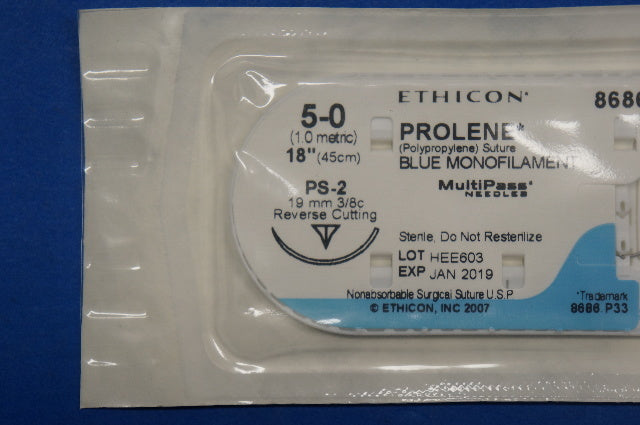 5-0
(1.0 metric)
18" (45cm)
PS-2
19 mm 3/8c
Reverse Cutting
ETHICON*
8686
PROLENE*
(Polypropylene) Suture
BLUE MONOFILAMENT
MultiPass*
NEEDLES
Sterile, Do Not Resterilize
LOT HEE603
EXP JAN 2019
Nonabsorbable Surgical Suture U.S.P
© ETHICON, INC 2007
*Trademark
8686.P33